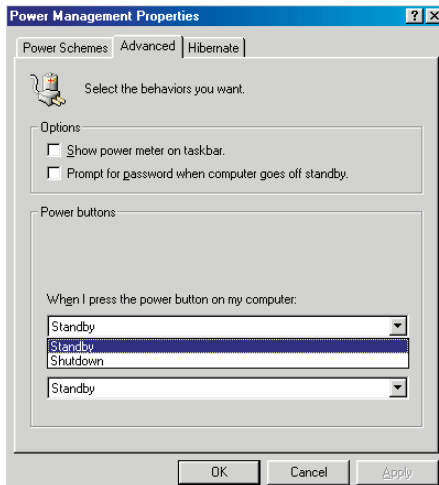 Power Management Properties
Power Schemes Advanced Hibernate
Select the behaviors you want.
Options
Show power meter on taskbar.
Prompt for password when computer goes off standby.
Power buttons
When I press the power button on my computer:
Standby
Standby
Shutdown
Standby
OK Cancel Apply